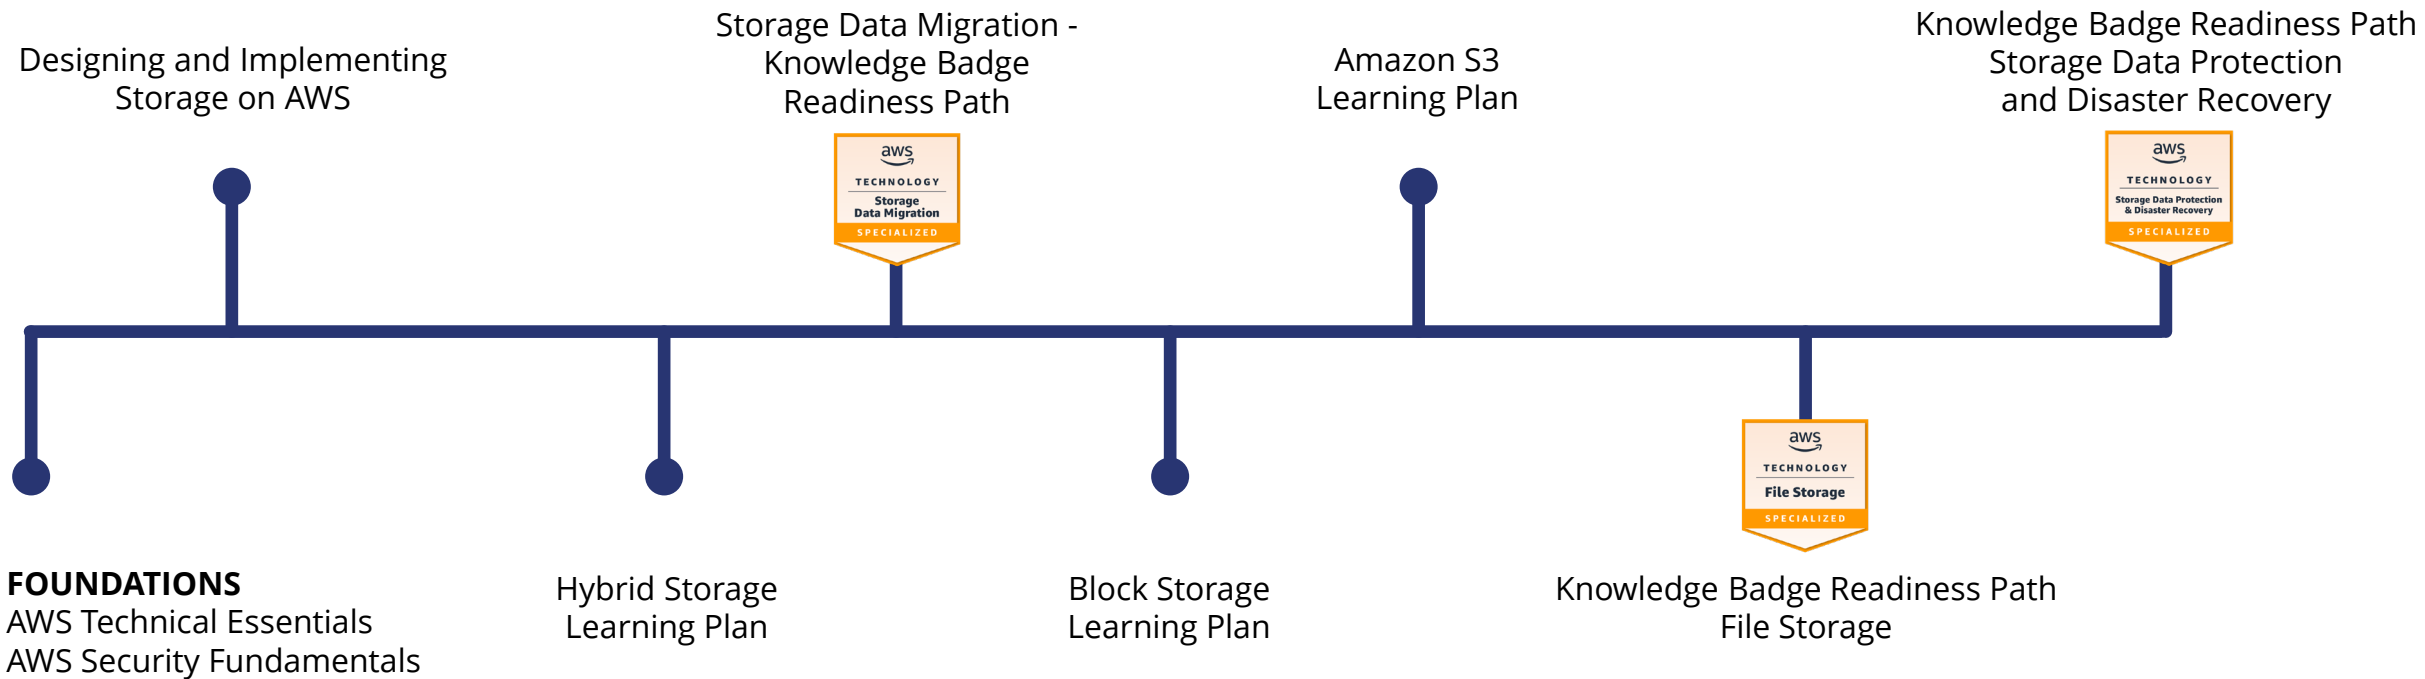 Designing and Implementing
Storage on AWS
Storage Data Migration -
Knowledge Badge
Readiness Path
aws
TECHNOLOGY
Storage
Data Migration
SPECIALIZED
Amazon S3
Learning Plan
Knowledge Badge Readiness Path
Storage Data Protection
and Disaster Recovery
aws
TECHNOLOGY
Storage Data Protection
& Disaster Recovery
SPECIALIZED
FOUNDATIONS
AWS Technical Essentials
AWS Security Fundamentals
Hybrid Storage
Learning Plan
Block Storage
Learning Plan
aws
TECHNOLOGY
File Storage
SPECIALIZED
Knowledge Badge Readiness Path
File Storage